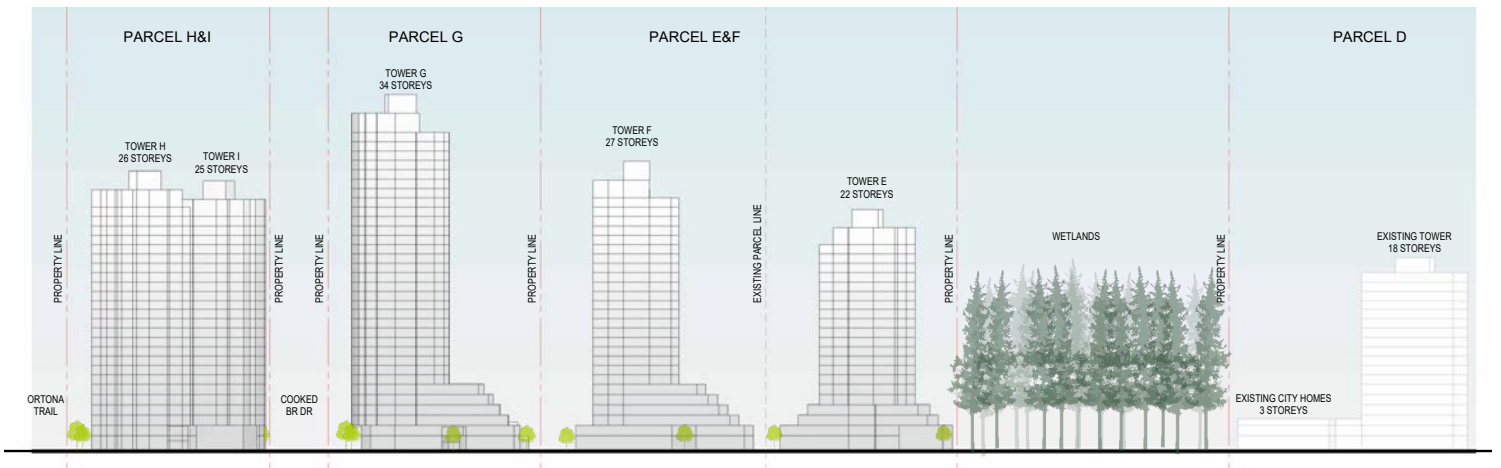 PARCEL H&I
PARCEL G
PARCEL E&F
PARCEL D
TOWER G
34 STOREYS
TOWER F
27 STOREYS
TOWER H
26 STOREYS
TOWER I
25 STOREYS
TOWER E
22 STOREYS
WETLANDS
EXISTING TOWER
18 STOREYS
PROPERTY LINE
PROPERTY LINE
PROPERTY LINE
PROPERTY LINE
EXISTING PARCEL LINE
PROPERTY LINE
PROPERTY LINE
ORTONA
TRAIL
COOKED
BR DR
EXISTING CITY HOMES
3 STOREYS